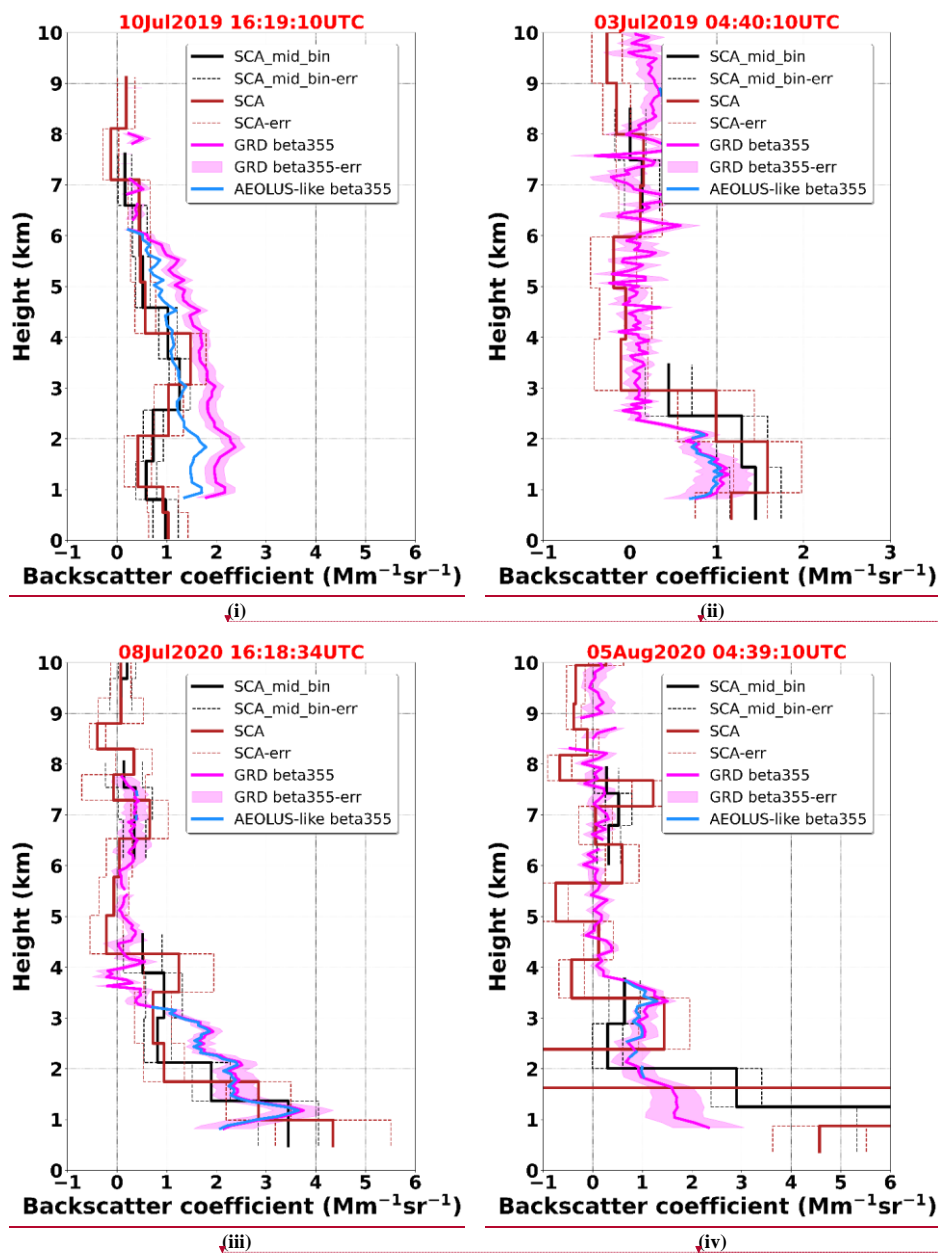 10Jul2019 16:19:10UTC
10
9
8
7
6
5
4
3
2
1
0
Height (km)
SCA_mid_bin
SCA_mid_bin-err
SCA
SCA-err
GRD beta355
GRD beta355-err
AEOLUS-like beta355
−1 0 1 2 3 4 5 6
Backscatter coefficient (Mm⁻¹sr⁻¹)
(i)
03Jul2019 04:40:10UTC
10
9
8
7
6
5
4
3
2
1
0
Height (km)
SCA_mid_bin
SCA_mid_bin-err
SCA
SCA-err
GRD beta355
GRD beta355-err
AEOLUS-like beta355
−1 0 1 2 3
Backscatter coefficient (Mm⁻¹sr⁻¹)
(ii)
08Jul2020 16:18:34UTC
10
9
8
7
6
5
4
3
2
1
0
Height (km)
SCA_mid_bin
SCA_mid_bin-err
SCA
SCA-err
GRD beta355
GRD beta355-err
AEOLUS-like beta355
−1 0 1 2 3 4 5 6
Backscatter coefficient (Mm⁻¹sr⁻¹)
(iii)
05Aug2020 04:39:10UTC
10
9
8
7
6
5
4
3
2
1
0
Height (km)
SCA_mid_bin
SCA_mid_bin-err
SCA
SCA-err
GRD beta355
GRD beta355-err
AEOLUS-like beta355
−1 0 1 2 3 4 5 6
Backscatter coefficient (Mm⁻¹sr⁻¹)
(iv)